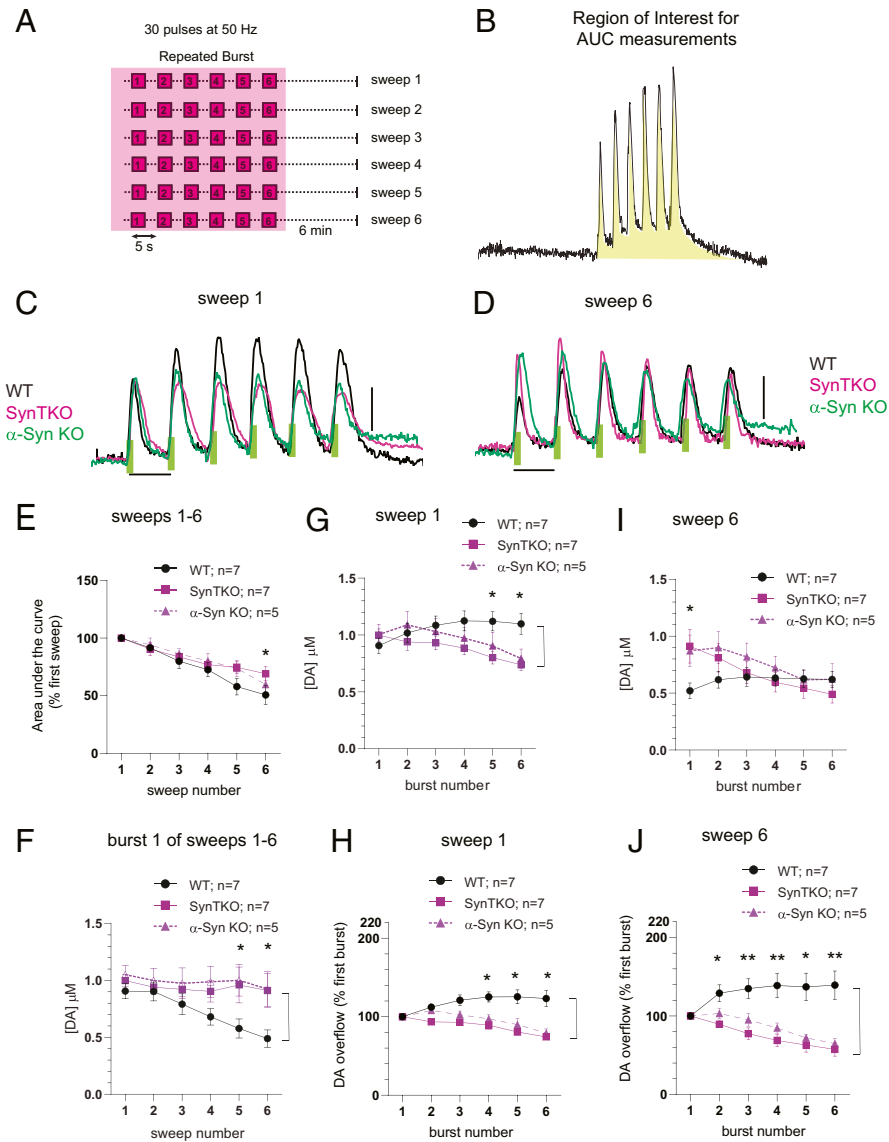 A
30 pulses at 50 Hz
Repeated Burst
1 2 3 4 5 6 sweep 1
1 2 3 4 5 6 sweep 2
1 2 3 4 5 6 sweep 3
1 2 3 4 5 6 sweep 4
1 2 3 4 5 6 sweep 5
1 2 3 4 5 6 sweep 6
5 s
6 min
B
Region of Interest for
AUC measurements
C
sweep 1
WT
SynTKO
α-Syn KO
D
sweep 6
WT
SynTKO
α-Syn KO
E
sweeps 1-6
WT; n=7
SynTKO; n=7
α-Syn KO; n=5
*
Area under the curve
(% first sweep)
150
100
50
0
1 2 3 4 5 6
sweep number
G
sweep 1
WT; n=7
SynTKO; n=7
α-Syn KO; n=5
* *
[DA] μM
1.5
1.0
0.5
0.0
1 2 3 4 5 6
burst number
I
sweep 6
WT; n=7
SynTKO; n=7
α-Syn KO; n=5
*
[DA] μM
1.5
1.0
0.5
0.0
1 2 3 4 5 6
burst number
F
burst 1 of sweeps 1-6
WT; n=7
SynTKO; n=7
α-Syn KO; n=5
* *
[DA] μM
1.5
1.0
0.5
0.0
1 2 3 4 5 6
sweep number
H
sweep 1
WT; n=7
SynTKO; n=7
α-Syn KO; n=5
* * *
DA overflow (% first burst)
220
200
100
0
1 2 3 4 5 6
burst number
J
sweep 6
WT; n=7
SynTKO; n=7
α-Syn KO; n=5
* ** ** * **
DA overflow (% first burst)
220
200
100
0
1 2 3 4 5 6
burst number